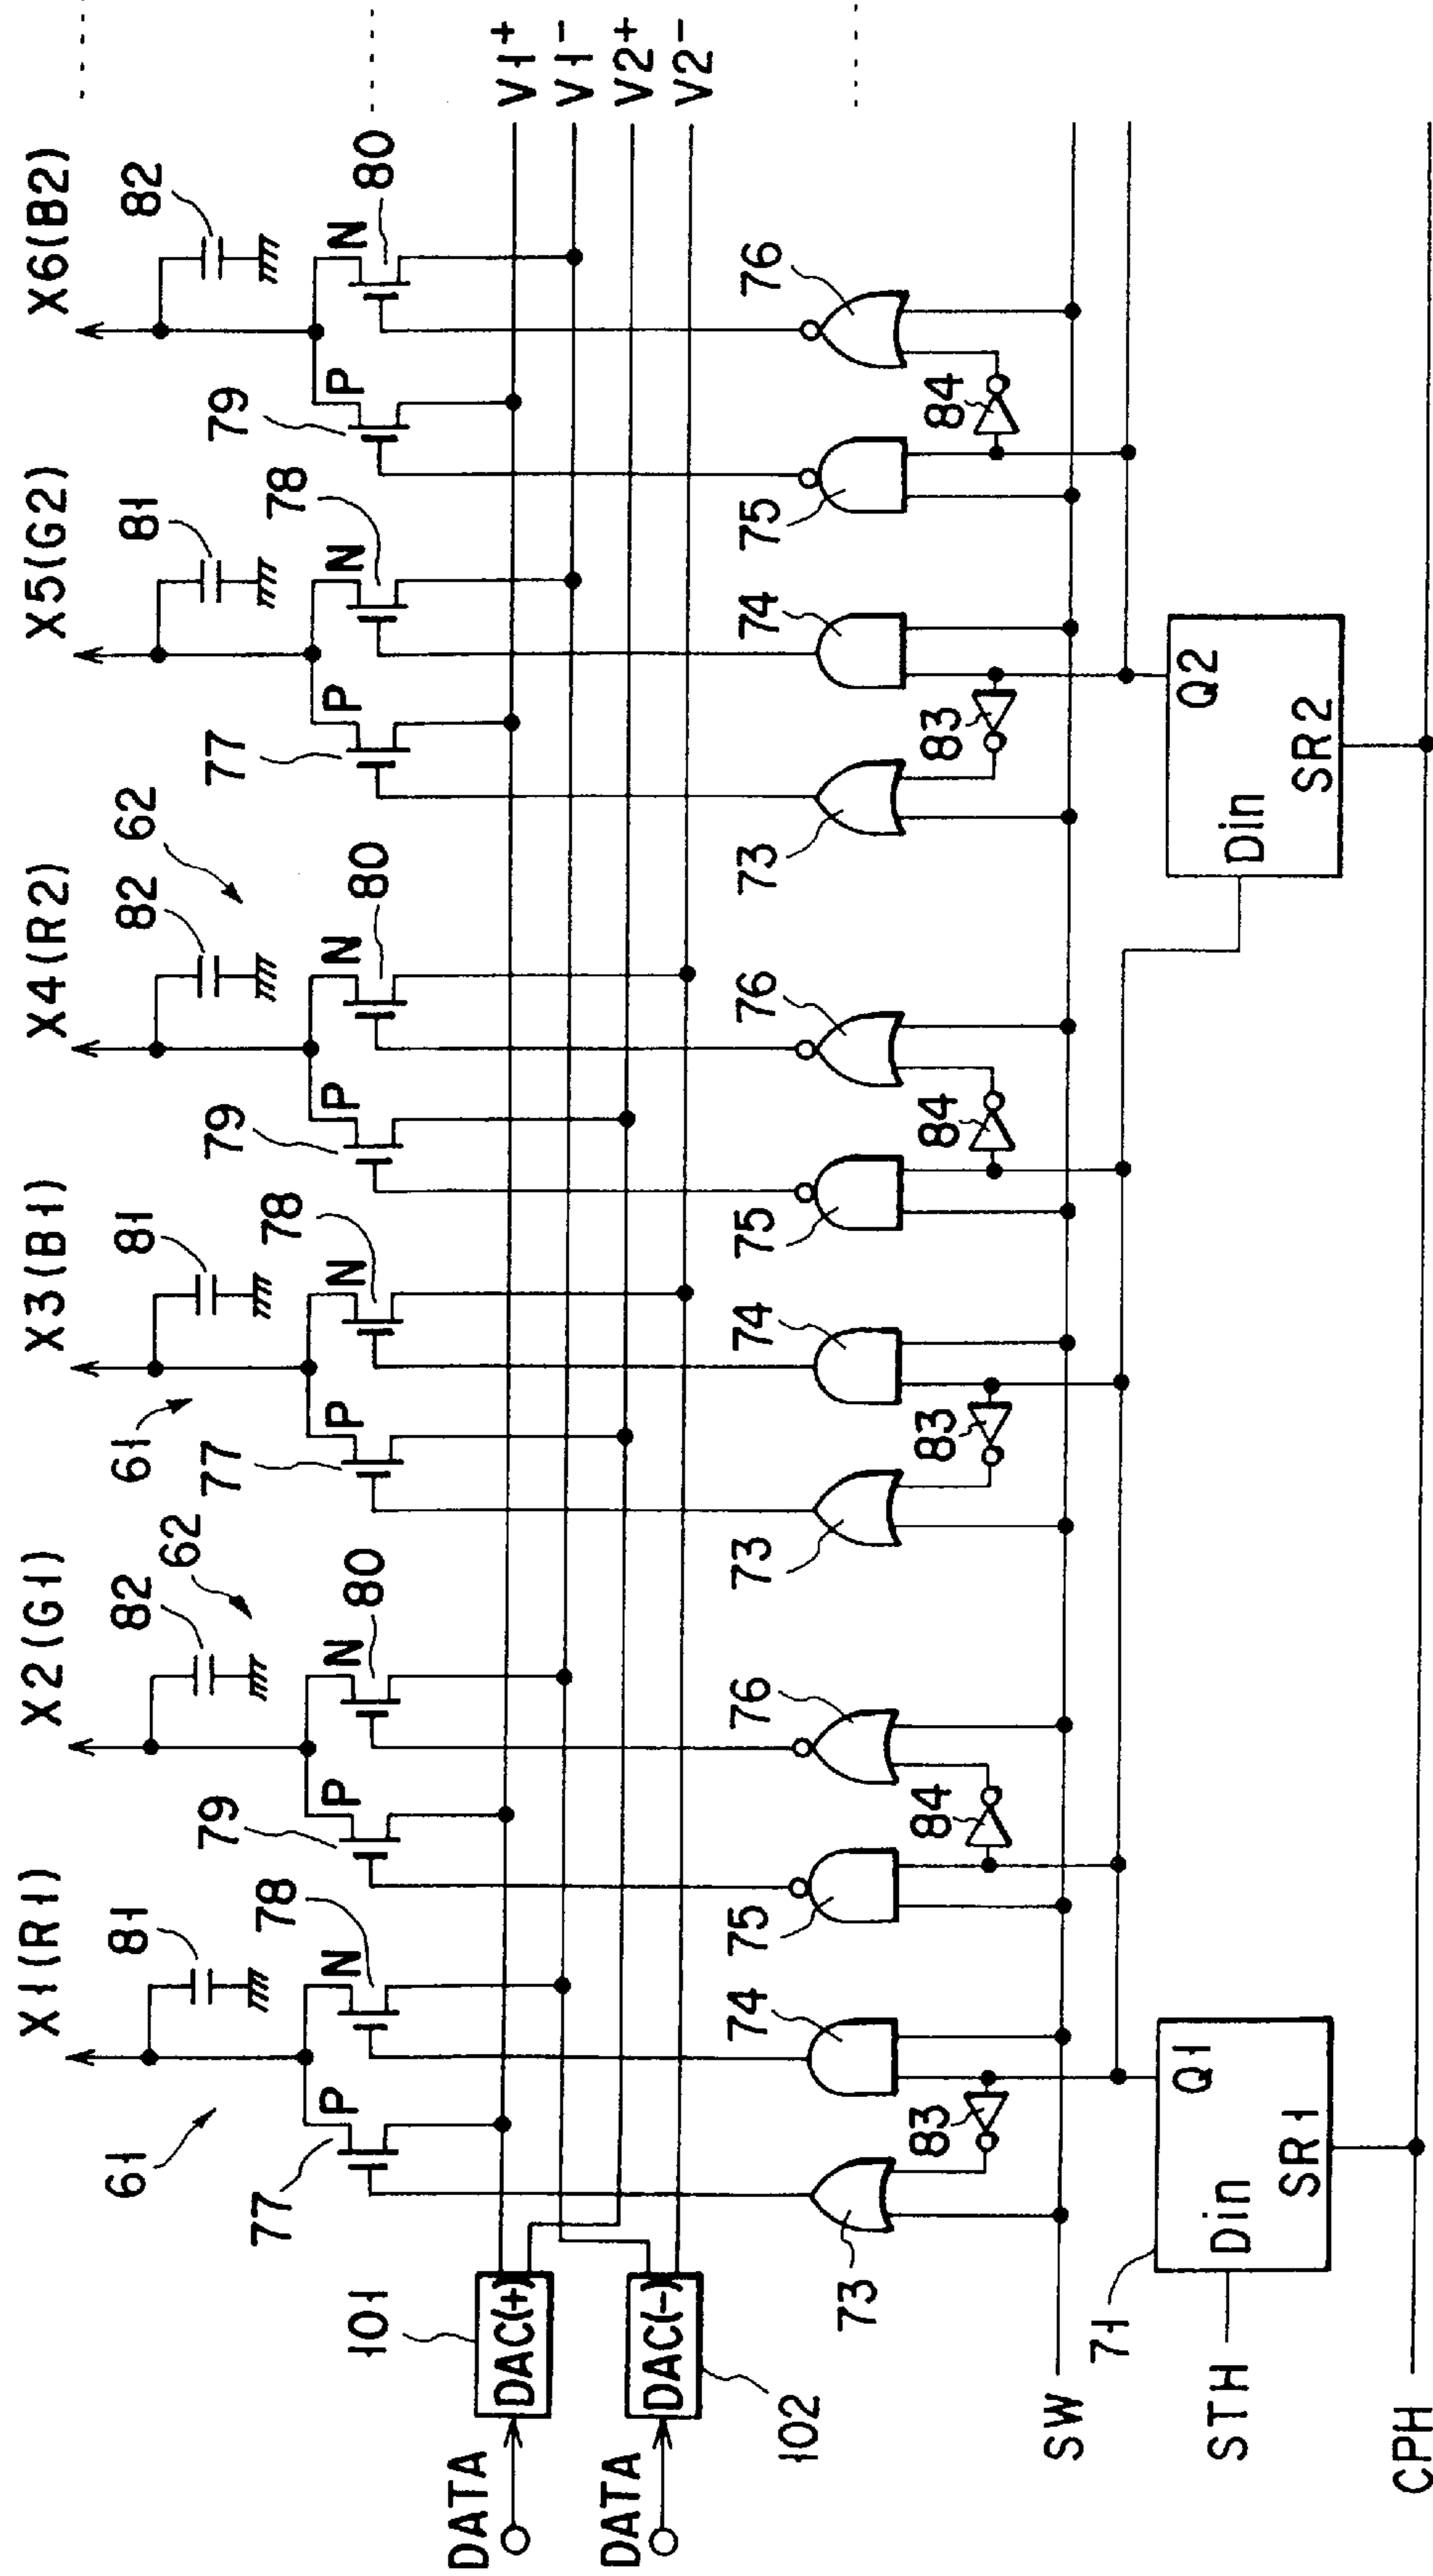 X1(R1)
X2(G1)
X3(B1)
X4(R2)
X5(G2)
X6(B2)
61
81
62
82
61
81
82
62
81
82
77
P
N
78
79
P
N
80
77
P
N
78
79
P
N
80
77
P
N
78
79
P
N
80
V1+
V1-
V2+
V2-
DATA
101
DAC(+)
DATA
DAC(-)
102
73
74
75
76
73
74
75
76
73
74
75
76
83
84
83
84
83
84
SW
71
STH
Din
Q1
SR1
Din
Q2
SR2
CPH